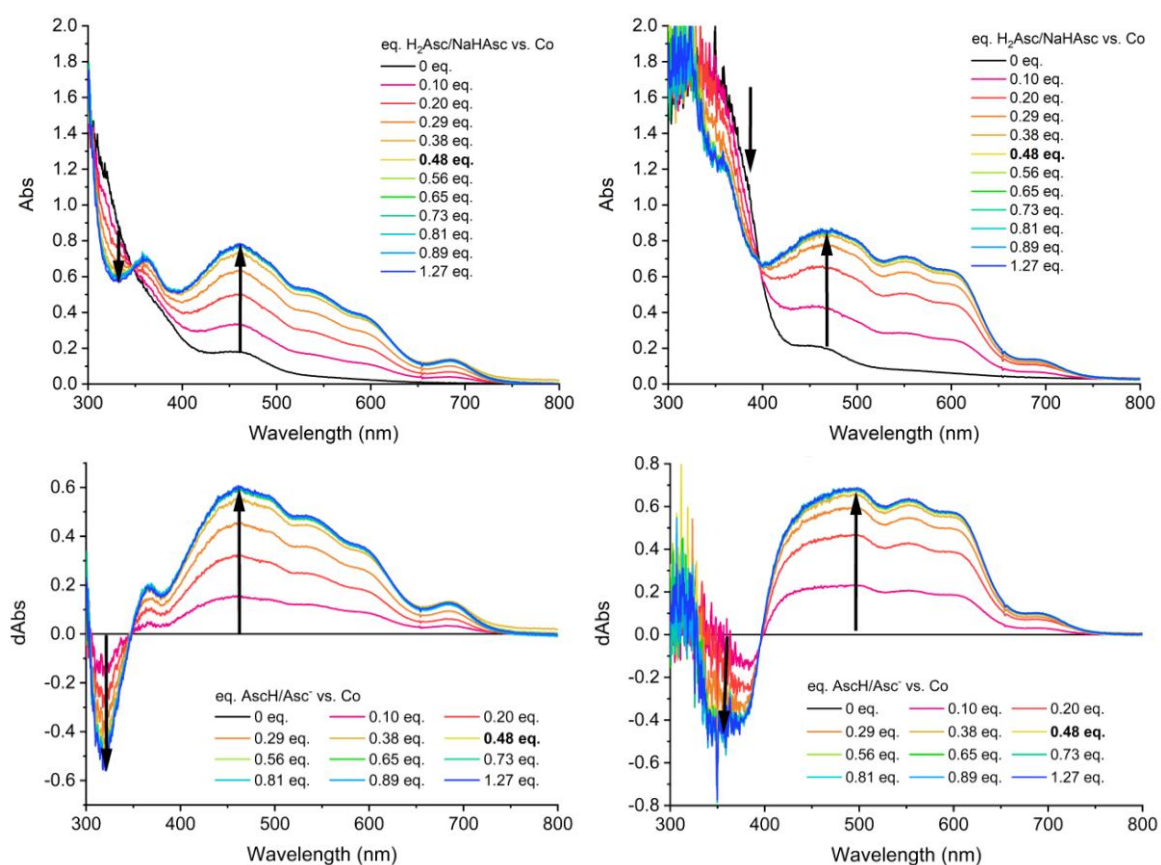 eq. H₂Asc/NaHAsc vs. Co
0 eq.
0.10 eq.
0.20 eq.
0.29 eq.
0.38 eq.
0.48 eq.
0.56 eq.
0.65 eq.
0.73 eq.
0.81 eq.
0.89 eq.
1.27 eq.
2.0
1.8
1.6
1.4
1.2
1.0
0.8
0.6
0.4
0.2
0.0
Abs
300 400 500 600 700 800
Wavelength (nm)
eq. H₂Asc/NaHAsc vs. Co
0 eq.
0.10 eq.
0.20 eq.
0.29 eq.
0.38 eq.
0.48 eq.
0.56 eq.
0.65 eq.
0.73 eq.
0.81 eq.
0.89 eq.
1.27 eq.
2.0
1.8
1.6
1.4
1.2
1.0
0.8
0.6
0.4
0.2
0.0
Abs
300 400 500 600 700 800
Wavelength (nm)
0.6
0.4
0.2
0.0
-0.2
-0.4
-0.6
dAbs
eq. AscH/Asc⁻ vs. Co
0 eq. 0.10 eq. 0.20 eq.
0.29 eq. 0.38 eq. 0.48 eq.
0.56 eq. 0.65 eq. 0.73 eq.
0.81 eq. 0.89 eq. 1.27 eq.
300 400 500 600 700 800
Wavelength (nm)
0.8
0.6
0.4
0.2
0.0
-0.2
-0.4
-0.6
-0.8
dAbs
eq. AscH/Asc⁻ vs. Co
0 eq. 0.10 eq. 0.20 eq.
0.29 eq. 0.38 eq. 0.48 eq.
0.56 eq. 0.65 eq. 0.73 eq.
0.81 eq. 0.89 eq. 1.27 eq.
300 400 500 600 700 800
Wavelength (nm)